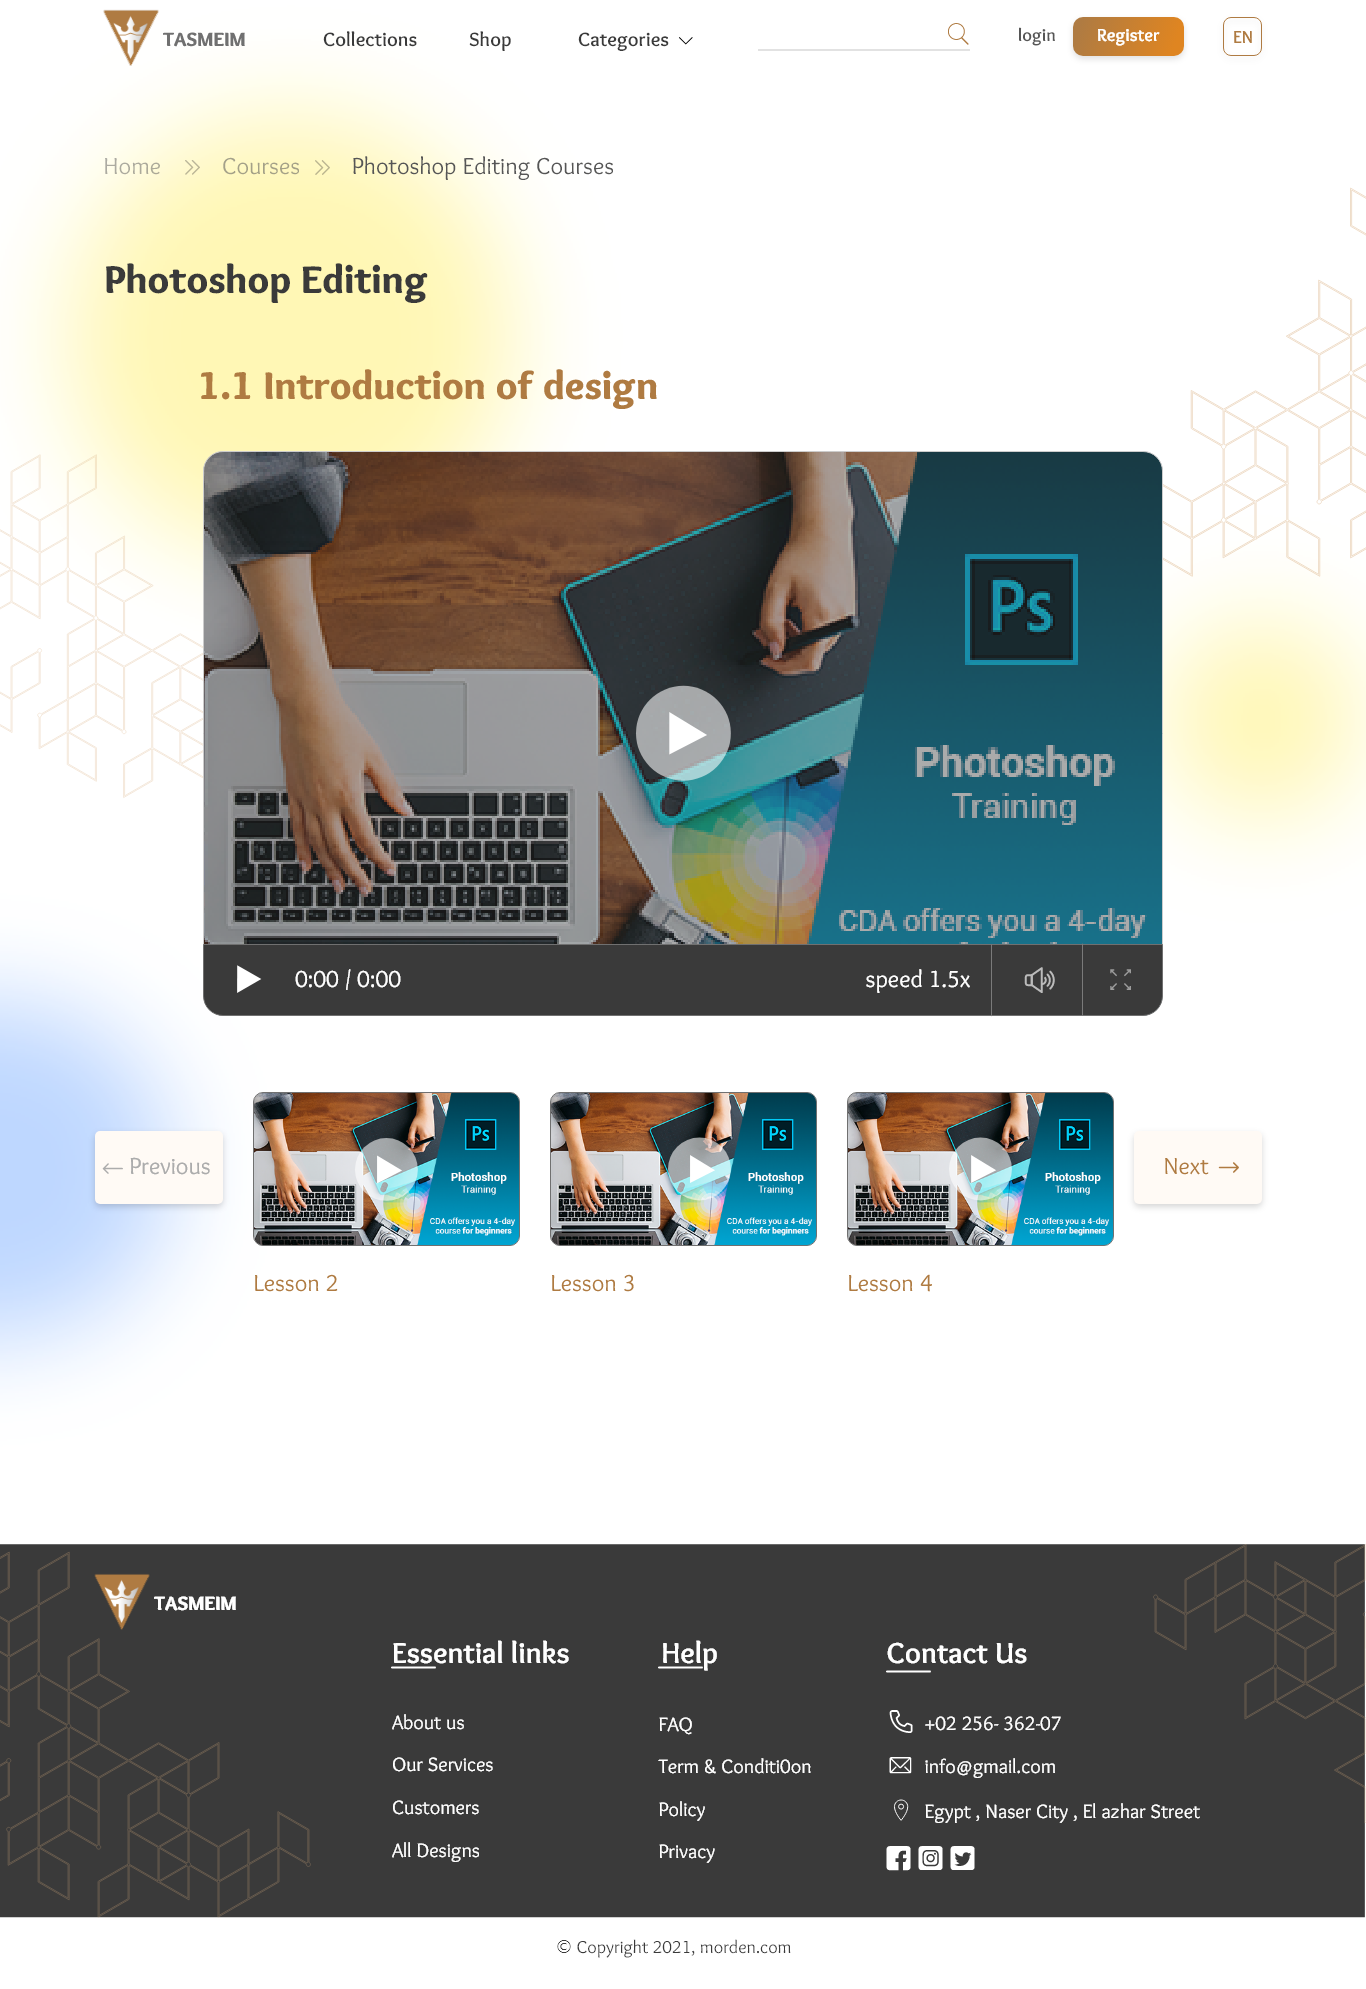 TASMEIM
Collections
Shop
Categories
login
Register
EN
Home
Courses
Photoshop Editing Courses
Photoshop Editing
1.1 Introduction of design
Ps
Photoshop
Training
CDA offers you a 4-day
0:00 / 0:00
speed 1.5x
← Previous
Ps
Photoshop
Training
CDA offers you a 4-day
course for beginners
Ps
Photoshop
Training
CDA offers you a 4-day
course for beginners
Ps
Photoshop
Training
CDA offers you a 4-day
course for beginners
Next →
Lesson 2
Lesson 3
Lesson 4
TASMEIM
Essential links
About us
Our Services
Customers
All Designs
Help
FAQ
Term & Conditi0on
Policy
Privacy
Contact Us
+02 256- 362-07
info@gmail.com
Egypt , Naser City , El azhar Street
© Copyright 2021, morden.com